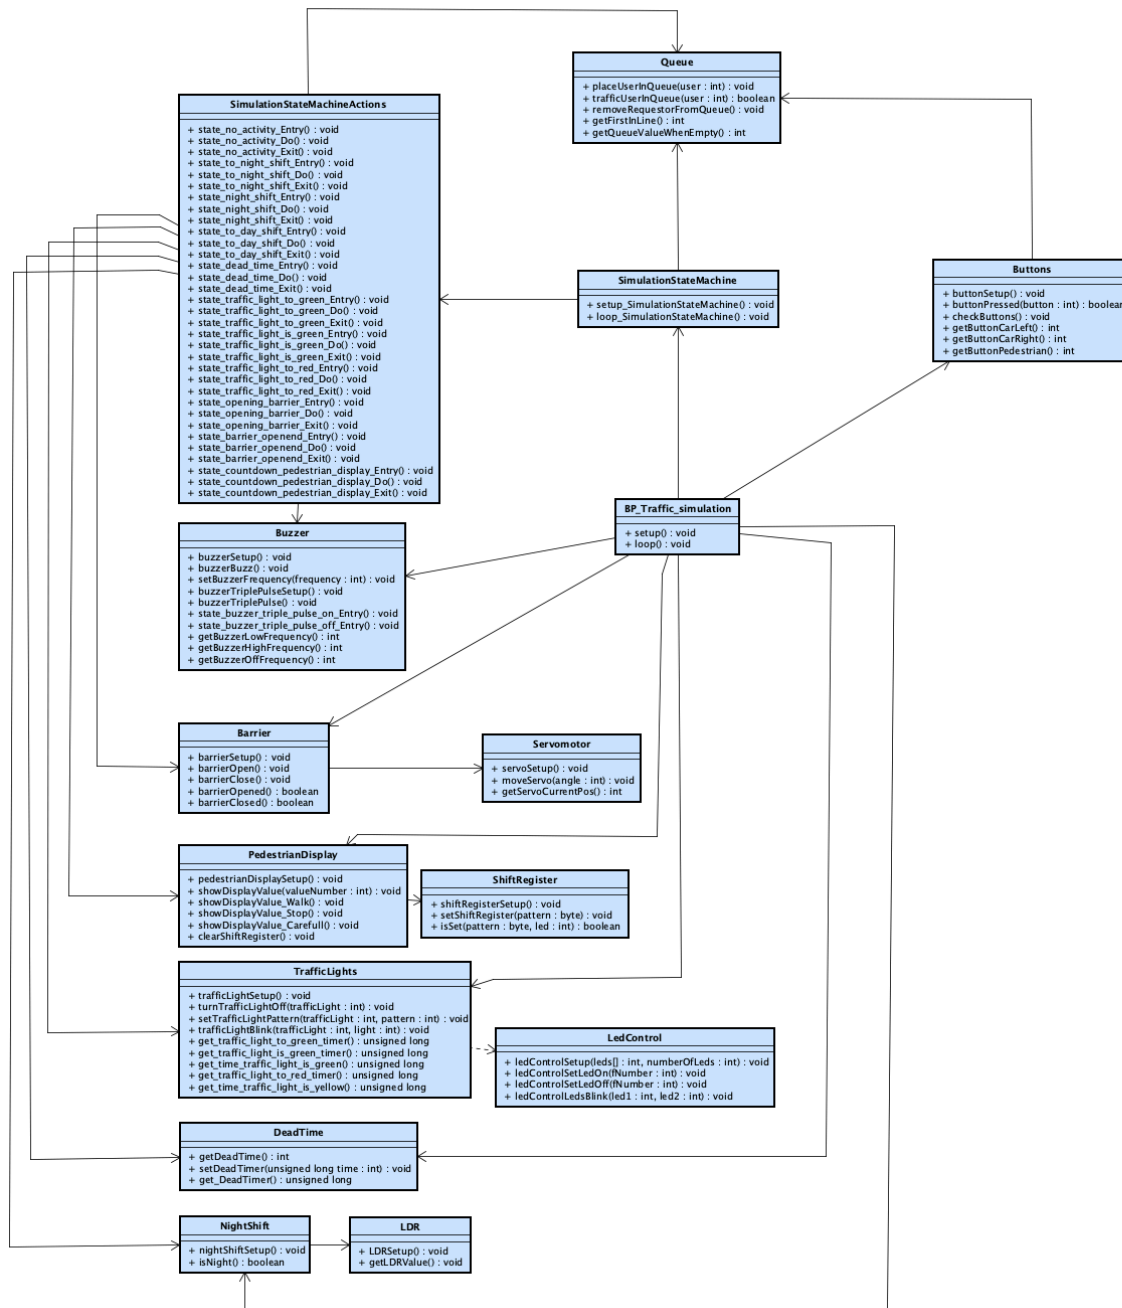 Queue
+ placeUserInQueue(user : int) : void
+ trafficUserInQueue(user : int) : boolean
+ removeRequestorFromQueue() : void
+ getFirstInLine() : int
+ getQueueValueWhenEmpty() : int
SimulationStateMachineActions
+ state_no_activity_Entry() : void
+ state_no_activity_Do() : void
+ state_no_activity_Exit() : void
+ state_to_night_shift_Entry() : void
+ state_to_night_shift_Do() : void
+ state_to_night_shift_Exit() : void
+ state_night_shift_Entry() : void
+ state_night_shift_Do() : void
+ state_night_shift_Exit() : void
+ state_to_day_shift_Entry() : void
+ state_to_day_shift_Do() : void
+ state_to_day_shift_Exit() : void
+ state_dead_time_Entry() : void
+ state_dead_time_Do() : void
+ state_dead_time_Exit() : void
+ state_traffic_light_to_green_Entry() : void
+ state_traffic_light_to_green_Do() : void
+ state_traffic_light_to_green_Exit() : void
+ state_traffic_light_is_green_Entry() : void
+ state_traffic_light_is_green_Do() : void
+ state_traffic_light_is_green_Exit() : void
+ state_traffic_light_to_red_Entry() : void
+ state_traffic_light_to_red_Do() : void
+ state_traffic_light_to_red_Exit() : void
+ state_opening_barrier_Entry() : void
+ state_opening_barrier_Do() : void
+ state_opening_barrier_Exit() : void
+ state_barrier_openend_Entry() : void
+ state_barrier_openend_Do() : void
+ state_barrier_openend_Exit() : void
+ state_countdown_pedestrian_display_Entry() : void
+ state_countdown_pedestrian_display_Do() : void
+ state_countdown_pedestrian_display_Exit() : void
SimulationStateMachine
+ setup_SimulationStateMachine() : void
+ loop_SimulationStateMachine() : void
Buttons
+ buttonSetup() : void
+ buttonPressed(button : int) : boolean
+ checkButtons() : void
+ getButtonCarLeft() : int
+ getButtonCarRight() : int
+ getButtonPedestrian() : int
BP_Traffic_simulation
+ setup() : void
+ loop() : void
Buzzer
+ buzzerSetup() : void
+ buzzerBuzz() : void
+ setBuzzerFrequency(frequency : int) : void
+ buzzerTriplePulseSetup() : void
+ buzzerTriplePulse() : void
+ state_buzzer_triple_pulse_on_Entry() : void
+ state_buzzer_triple_pulse_off_Entry() : void
+ getBuzzerLowFrequency() : int
+ getBuzzerHighFrequency() : int
+ getBuzzerOffFrequency() : int
Barrier
+ barrierSetup() : void
+ barrierOpen() : void
+ barrierClose() : void
+ barrierOpened() : boolean
+ barrierClosed() : boolean
Servomotor
+ servoSetup() : void
+ moveServo(angle : int) : void
+ getServoCurrentPos() : int
PedestrianDisplay
+ pedestrianDisplaySetup() : void
+ showDisplayValue(valueNumber : int) : void
+ showDisplayValue_Walk() : void
+ showDisplayValue_Stop() : void
+ showDisplayValue_Carefull() : void
+ clearShiftRegister() : void
ShiftRegister
+ shiftRegisterSetup() : void
+ setShiftRegister(pattern : byte) : void
+ isSet(pattern : byte, led : int) : boolean
TrafficLights
+ trafficLightSetup() : void
+ turnTrafficLightOff(trafficLight : int) : void
+ setTrafficLightPattern(trafficLight : int, pattern : int) : void
+ trafficLightBlink(trafficLight : int, light : int) : void
+ get_traffic_light_to_green_timer() : unsigned long
+ get_traffic_light_is_green_timer() : unsigned long
+ get_time_traffic_light_is_green() : unsigned long
+ get_traffic_light_to_red_timer() : unsigned long
+ get_time_traffic_light_is_yellow() : unsigned long
LedControl
+ ledControlSetup(leds[] : int, numberOfLeds : int) : void
+ ledControlSetLedOn(fNumber : int) : void
+ ledControlSetLedOff(fNumber : int) : void
+ ledControlLedsBlink(led1 : int, led2 : int) : void
DeadTime
+ getDeadTime() : int
+ setDeadTimer(unsigned long time : int) : void
+ get_DeadTimer() : unsigned long
NightShift
+ nightShiftSetup() : void
+ isNight() : boolean
LDR
+ LDRSetup() : void
+ getLDRValue() : void